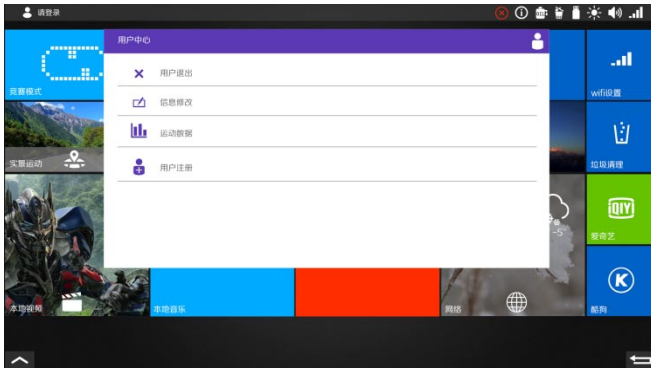 请登录
用户中心
用户退出
信息修改
运动数据
用户注册
竞赛模式
wifi设置
实景运动
垃圾清理
iQIY
爱奇艺
-5°
本地视频
本地音乐
网络
K
酷狗